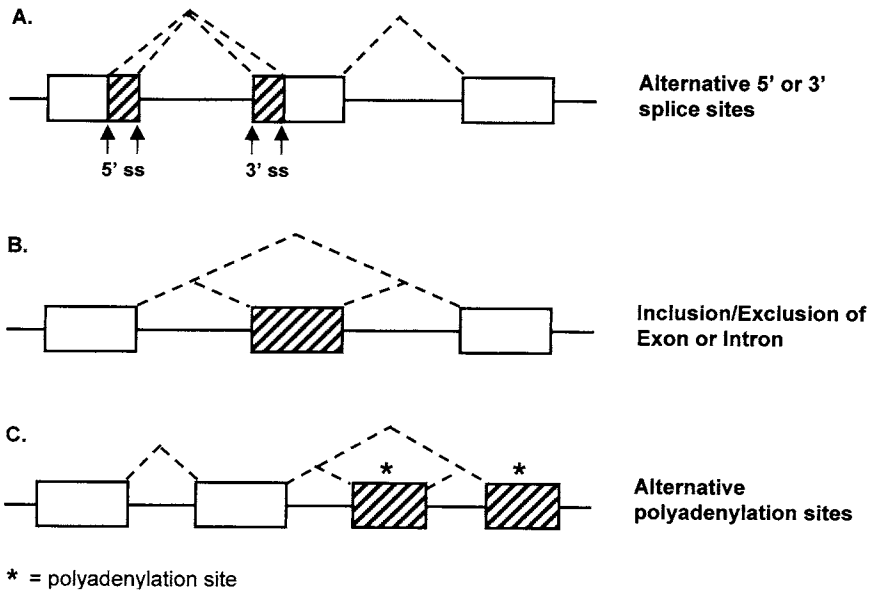 A.
Alternative 5' or 3'
splice sites
5' ss
3' ss
B.
Inclusion/Exclusion of
Exon or Intron
C.
*
*
Alternative
polyadenylation sites
* = polyadenylation site